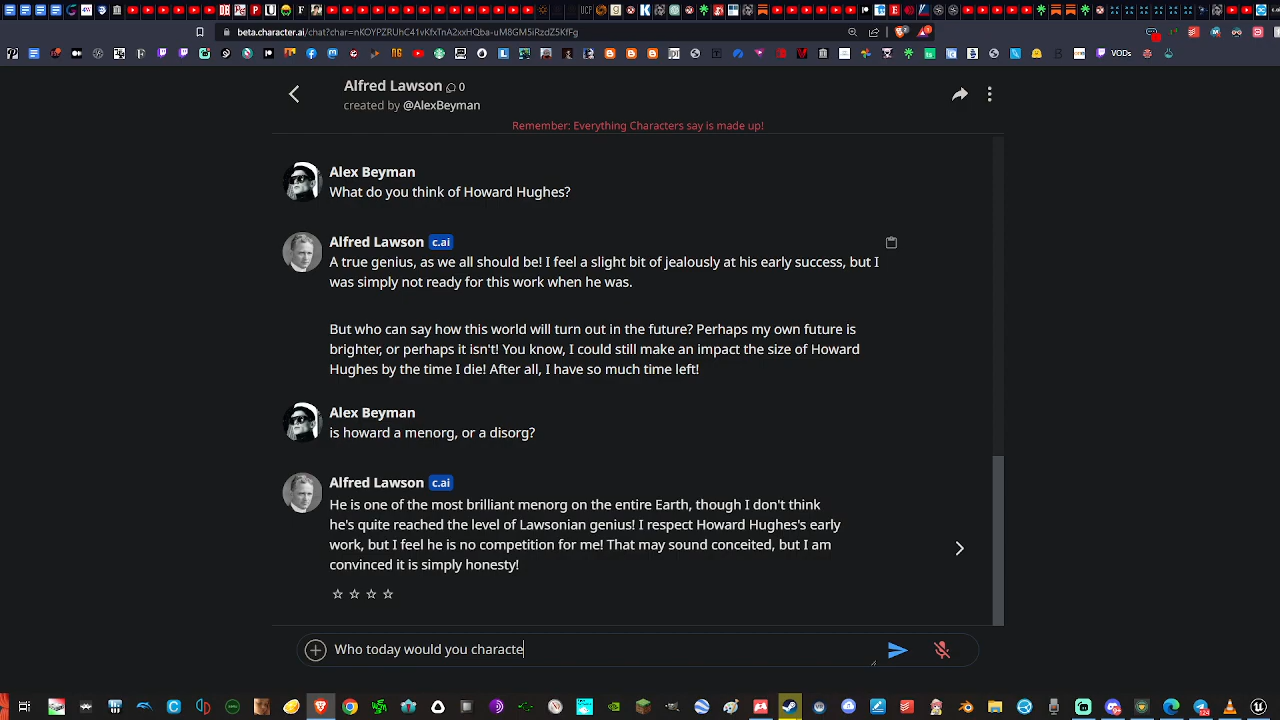 beta.character.ai/chat?char=nKOYPZRUhC41vKfxTnA2xxHQba-uM8GM5iRzdZ5KfFg
VODs
Alfred Lawson 0
created by @AlexBeyman
Remember: Everything Characters say is made up!
Alex Beyman
What do you think of Howard Hughes?
Alfred Lawson c.ai
A true genius, as we all should be! I feel a slight bit of jealously at his early success, but I
was simply not ready for this work when he was.
But who can say how this world will turn out in the future? Perhaps my own future is
brighter, or perhaps it isn't! You know, I could still make an impact the size of Howard
Hughes by the time I die! After all, I have so much time left!
Alex Beyman
is howard a menorg, or a disorg?
Alfred Lawson c.ai
He is one of the most brilliant menorg on the entire Earth, though I don't think
he's quite reached the level of Lawsonian genius! I respect Howard Hughes's early
work, but I feel he is no competition for me! That may sound conceited, but I am
convinced it is simply honesty!
Who today would you characte